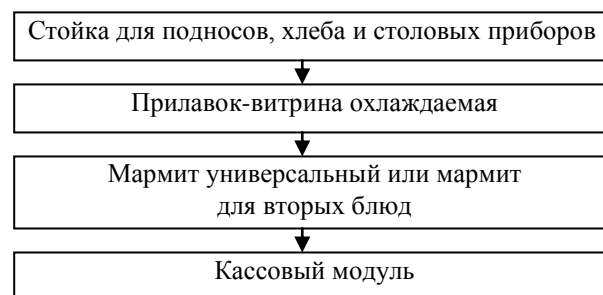 Стойка для подносов, хлеба и столовых приборов
Прилавок-витрина охлаждаемая
Мармит универсальный или мармит
для вторых блюд
Кассовый модуль